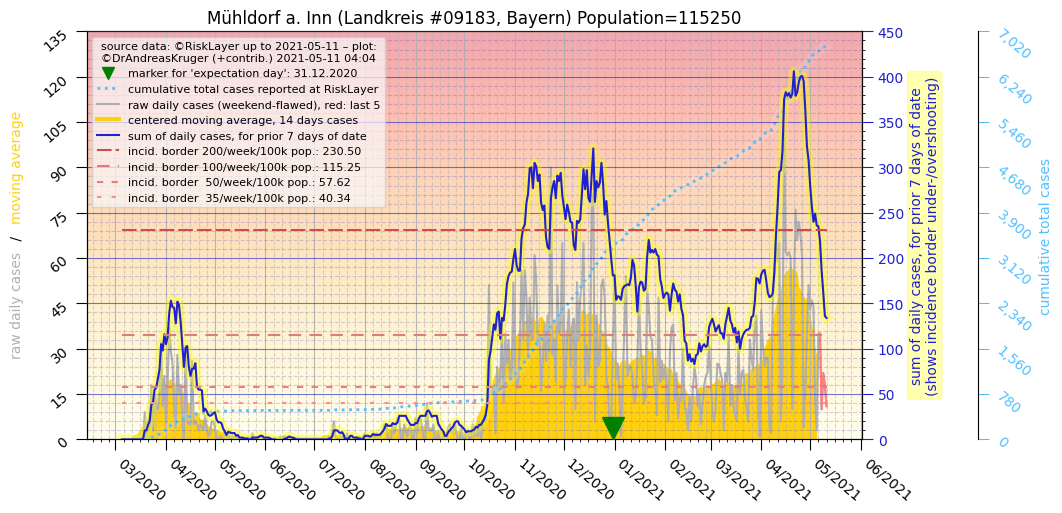 Mühldorf a. Inn (Landkreis #09183, Bayern) Population=115250
source data: ©RiskLayer up to 2021-05-11 – plot:
©DrAndreasKruger (+contrib.) 2021-05-11 04:04
marker for 'expectation day': 31.12.2020
cumulative total cases reported at RiskLayer
raw daily cases (weekend-flawed), red: last 5
centered moving average, 14 days cases
sum of daily cases, for prior 7 days of date
incid. border 200/week/100k pop.: 230.50
incid. border 100/week/100k pop.: 115.25
incid. border  50/week/100k pop.: 57.62
incid. border  35/week/100k pop.: 40.34
raw daily cases  /  moving average
135
120
105
90
75
60
45
30
15
0
03/2020
04/2020
05/2020
06/2020
07/2020
08/2020
09/2020
10/2020
11/2020
12/2020
01/2021
02/2021
03/2021
04/2021
05/2021
06/2021
450
400
350
300
250
200
150
100
50
0
sum of daily cases, for prior 7 days of date
(shows incidence border under-/overshooting)
7,020
6,240
5,460
4,680
3,900
3,120
2,340
1,560
780
0
cumulative total cases